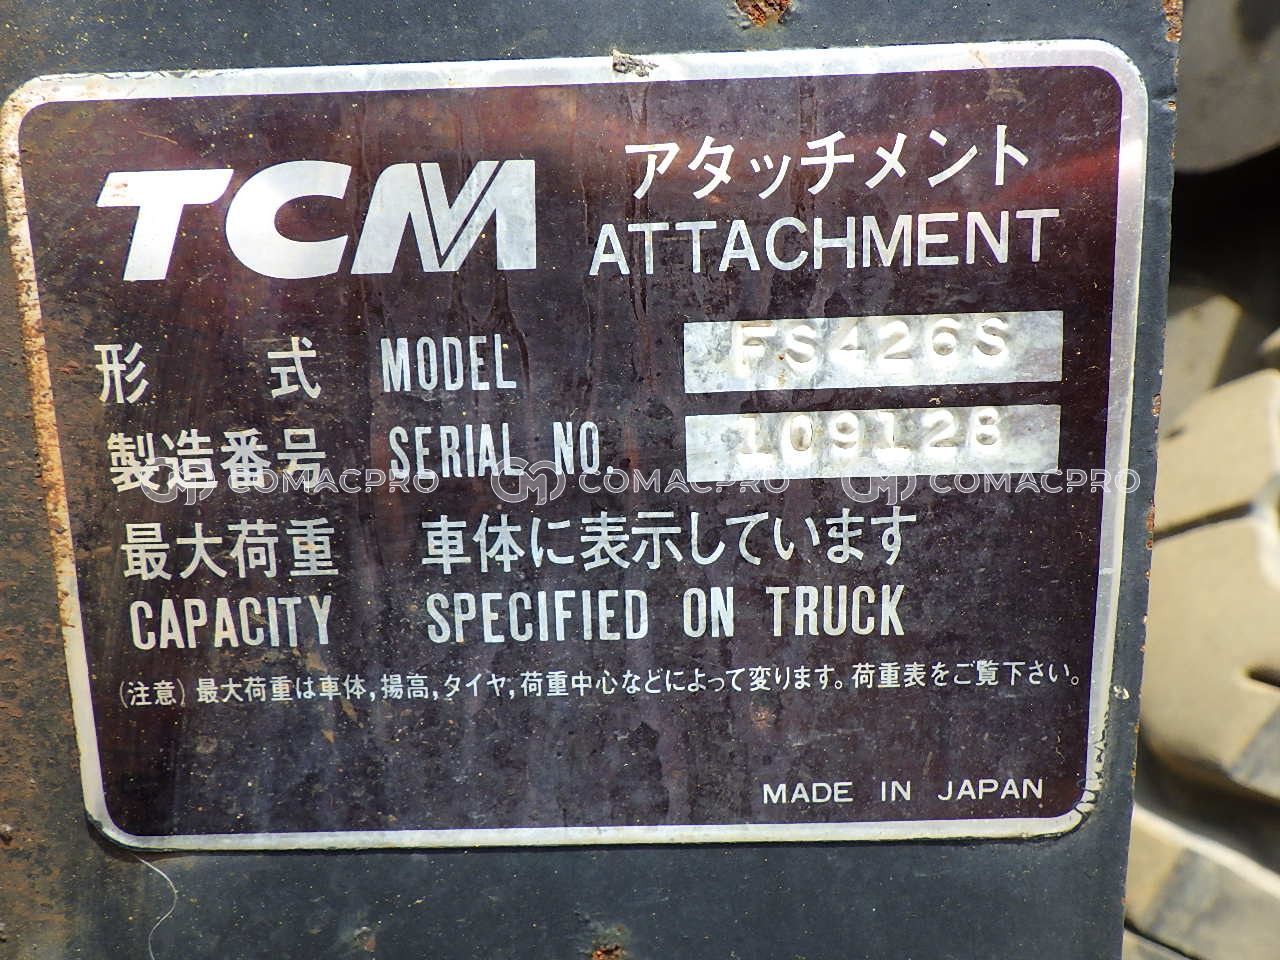 TCM アタッチメント
ATTACHMENT
形 式 MODEL FS426S
製造番号 SERIAL NO. 109128
COMACPRO COMACPRO COMACPRO
最大荷重 車体に表示しています
CAPACITY SPECIFIED ON TRUCK
(注意) 最大荷重は車体,揚高,タイヤ,荷重中心などによって変ります。荷重表をご覧下さい。
MADE IN JAPAN